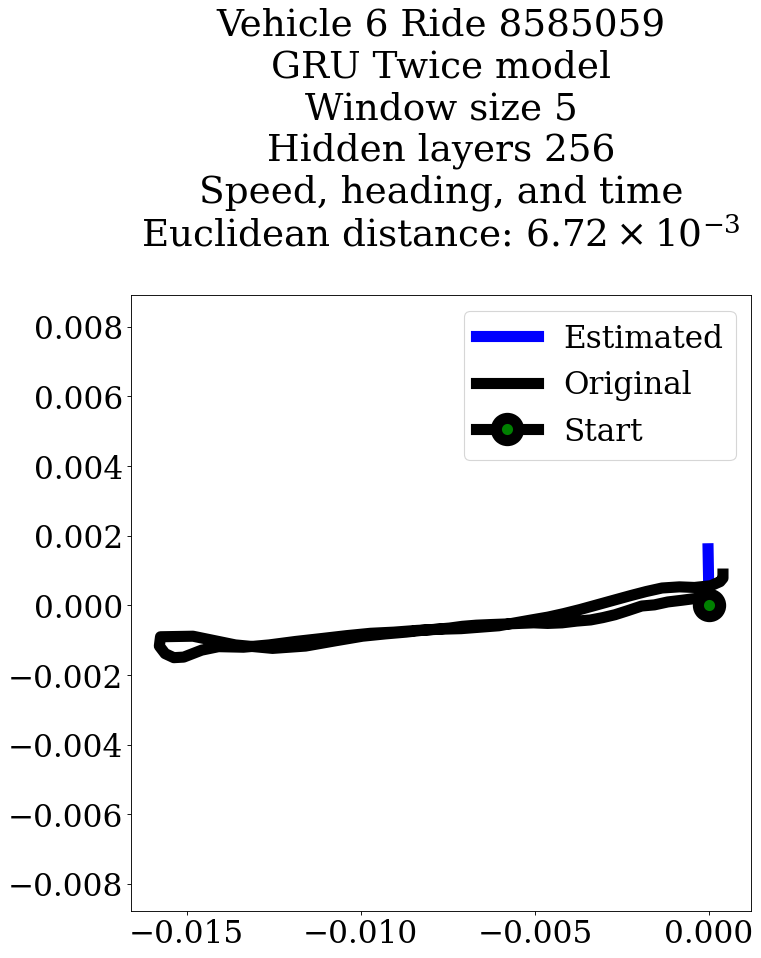 Vehicle 6 Ride 8585059
GRU Twice model
Window size 5
Hidden layers 256
Speed, heading, and time
Euclidean distance: 6.72 × 10⁻³
Estimated
Original
Start
0.008
0.006
0.004
0.002
0.000
−0.002
−0.004
−0.006
−0.008
−0.015 −0.010 −0.005 0.000